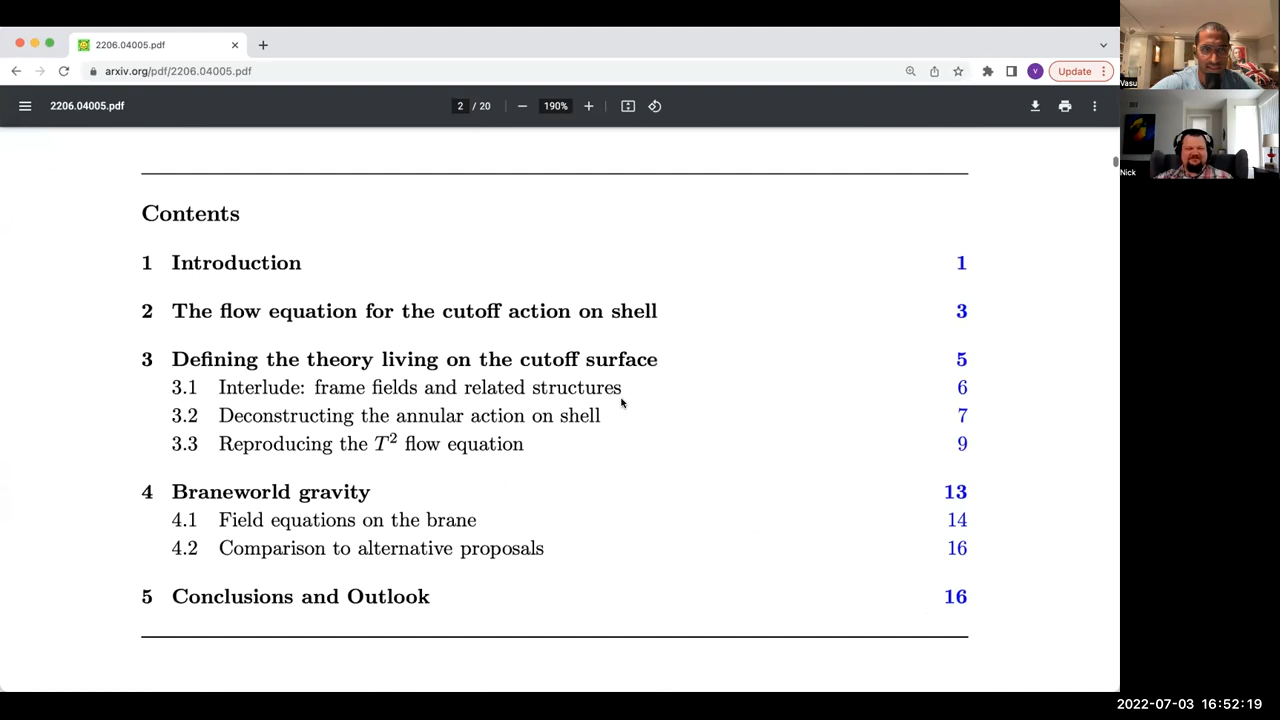 2206.04005.pdf
arxiv.org/pdf/2206.04005.pdf
V
Update
2206.04005.pdf
2 / 20
190%
Contents
1 Introduction 1
2 The flow equation for the cutoff action on shell 3
3 Defining the theory living on the cutoff surface 5
3.1 Interlude: frame fields and related structures 6
3.2 Deconstructing the annular action on shell 7
3.3 Reproducing the T² flow equation 9
4 Braneworld gravity 13
4.1 Field equations on the brane 14
4.2 Comparison to alternative proposals 16
5 Conclusions and Outlook 16
Vasu
Nick
2022-07-03 16:52:19